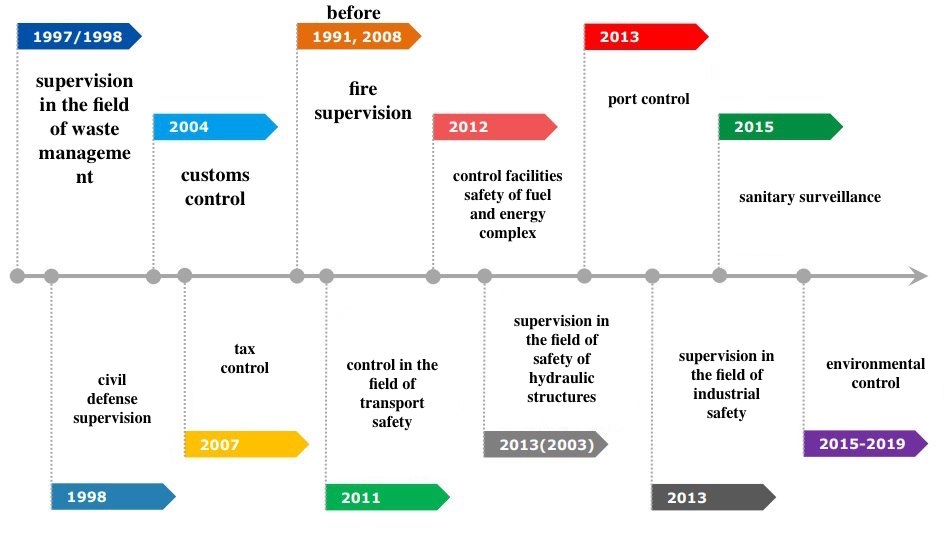 1997/1998
supervision
in the field
of waste
manageme
nt
2004
customs
control
before
1991, 2008
fire
supervision
2012
control facilities
safety of fuel
and energy
complex
2013
port control
2015
sanitary surveillance
civil
defense
supervision
1998
tax
control
2007
control in the
field of
transport
safety
2011
supervision in
the field of
safety of
hydraulic
structures
2013(2003)
supervision in
the field of
industrial
safety
2013
environmental
control
2015-2019